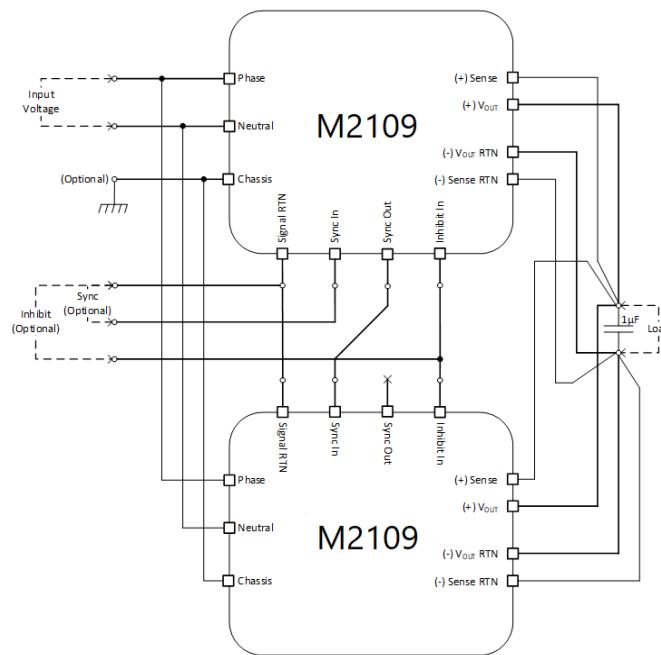 Phase
(+) Sense
Input
Voltage
(+) VOUT
M2109
Neutral
(-) VOUT RTN
(Optional)
Chassis
(-) Sense RTN
Signal RTN
Sync In
Sync Out
Inhibit In
Sync
(Optional)
Inhibit
(Optional)
1µF
Loa
Signal RTN
Sync In
Sync Out
Inhibit In
Phase
(+) Sense
(+) VOUT
Neutral
M2109
(-) VOUT RTN
Chassis
(-) Sense RTN